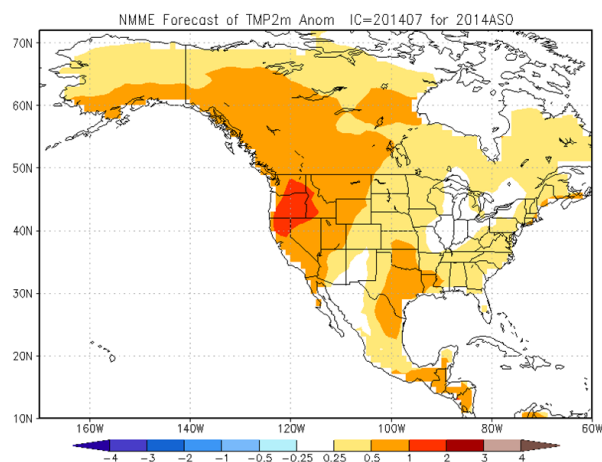 NMME Forecast of TMP2m Anom IC=201407 for 2014ASO
70N
60N
50N
40N
30N
20N
10N
160W 140W 120W 100W 80W 60W
-4 -3 -2 -1 -0.5 -0.25 0.25 0.5 1 2 3 4